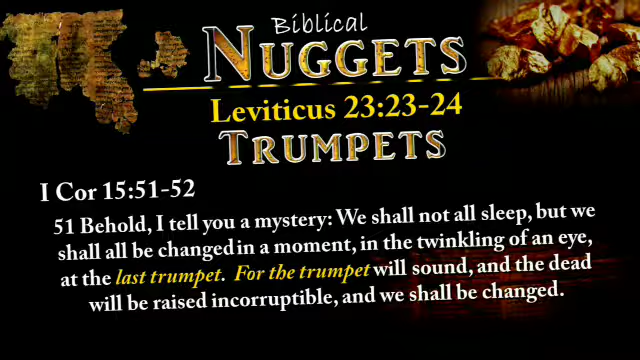 Biblical
NUGGETS
Leviticus 23:23-24
TRUMPETS
I Cor 15:51-52
51 Behold, I tell you a mystery: We shall not all sleep, but we
shall all be changed in a moment, in the twinkling of an eye,
at the last trumpet. For the trumpet will sound, and the dead
will be raised incorruptible, and we shall be changed.